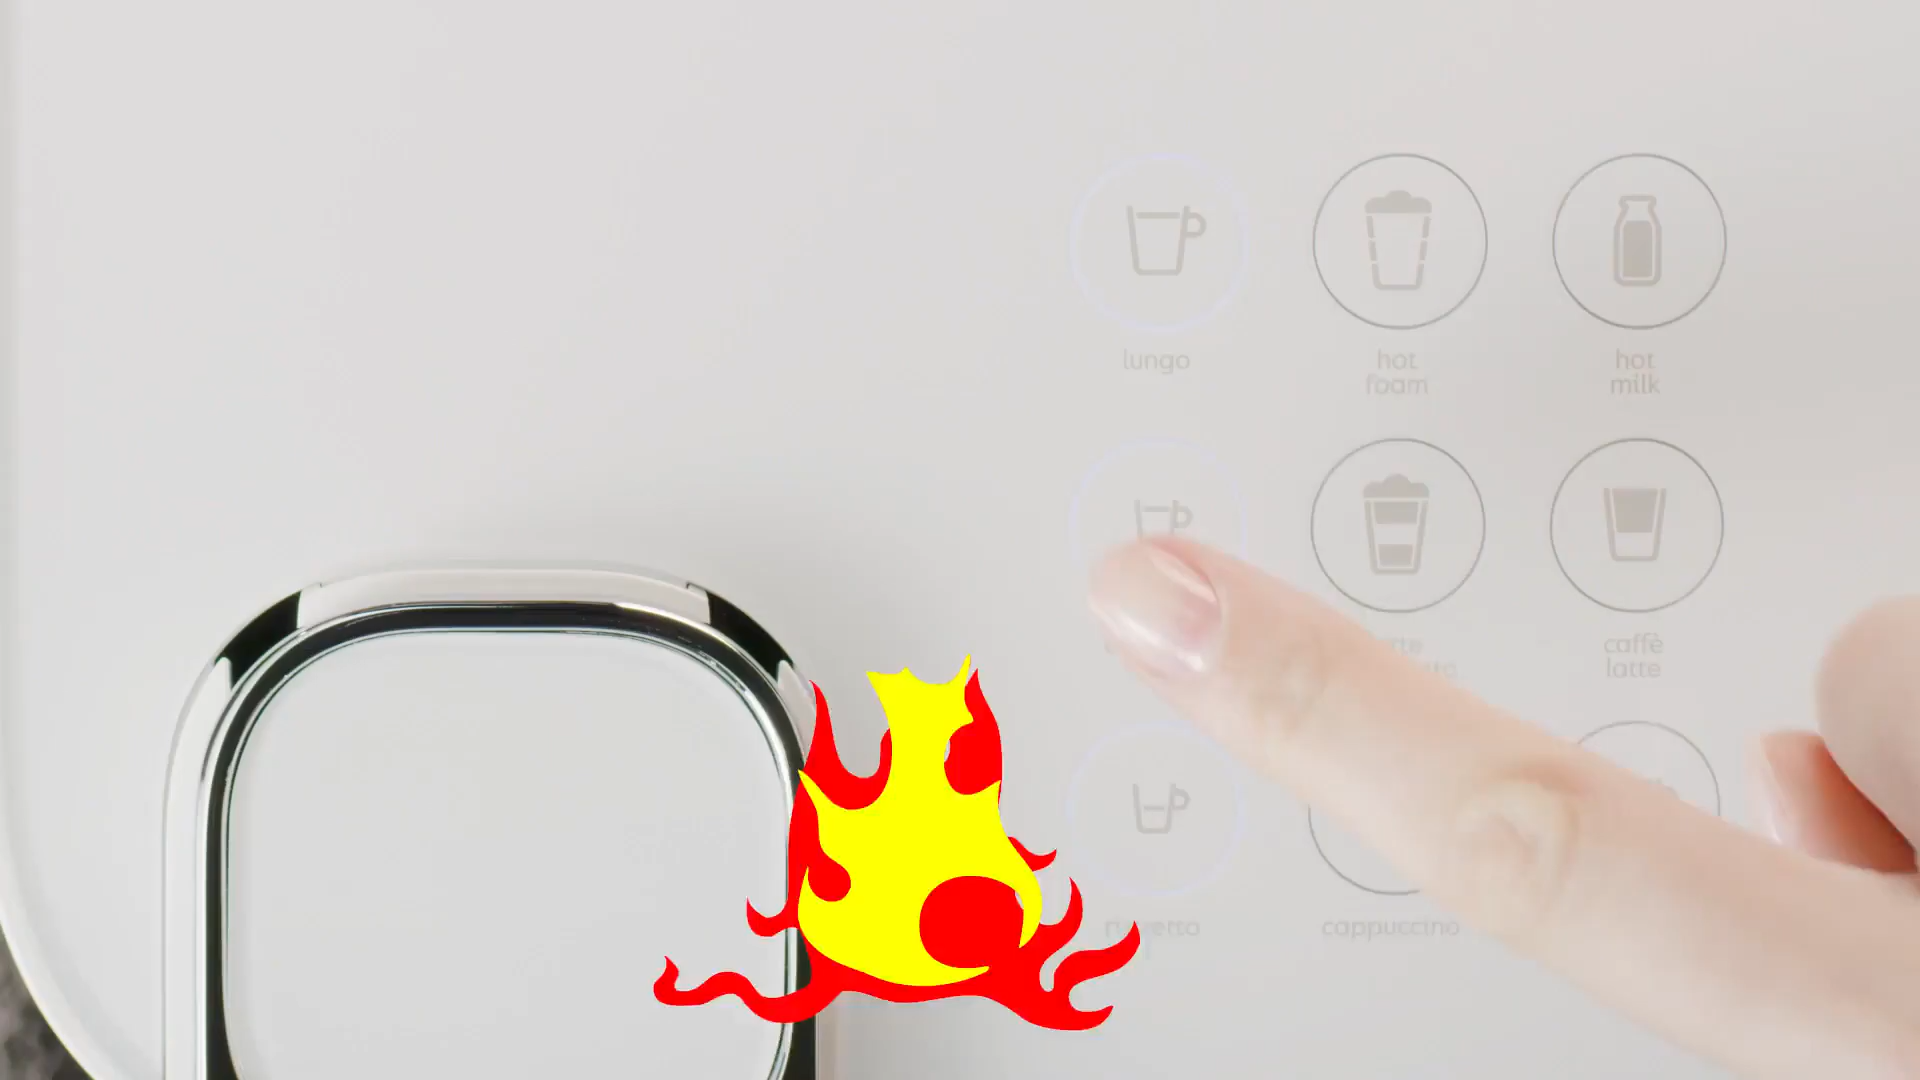 lungo
hot
foam
hot
milk
caffè
latte
cappuccino